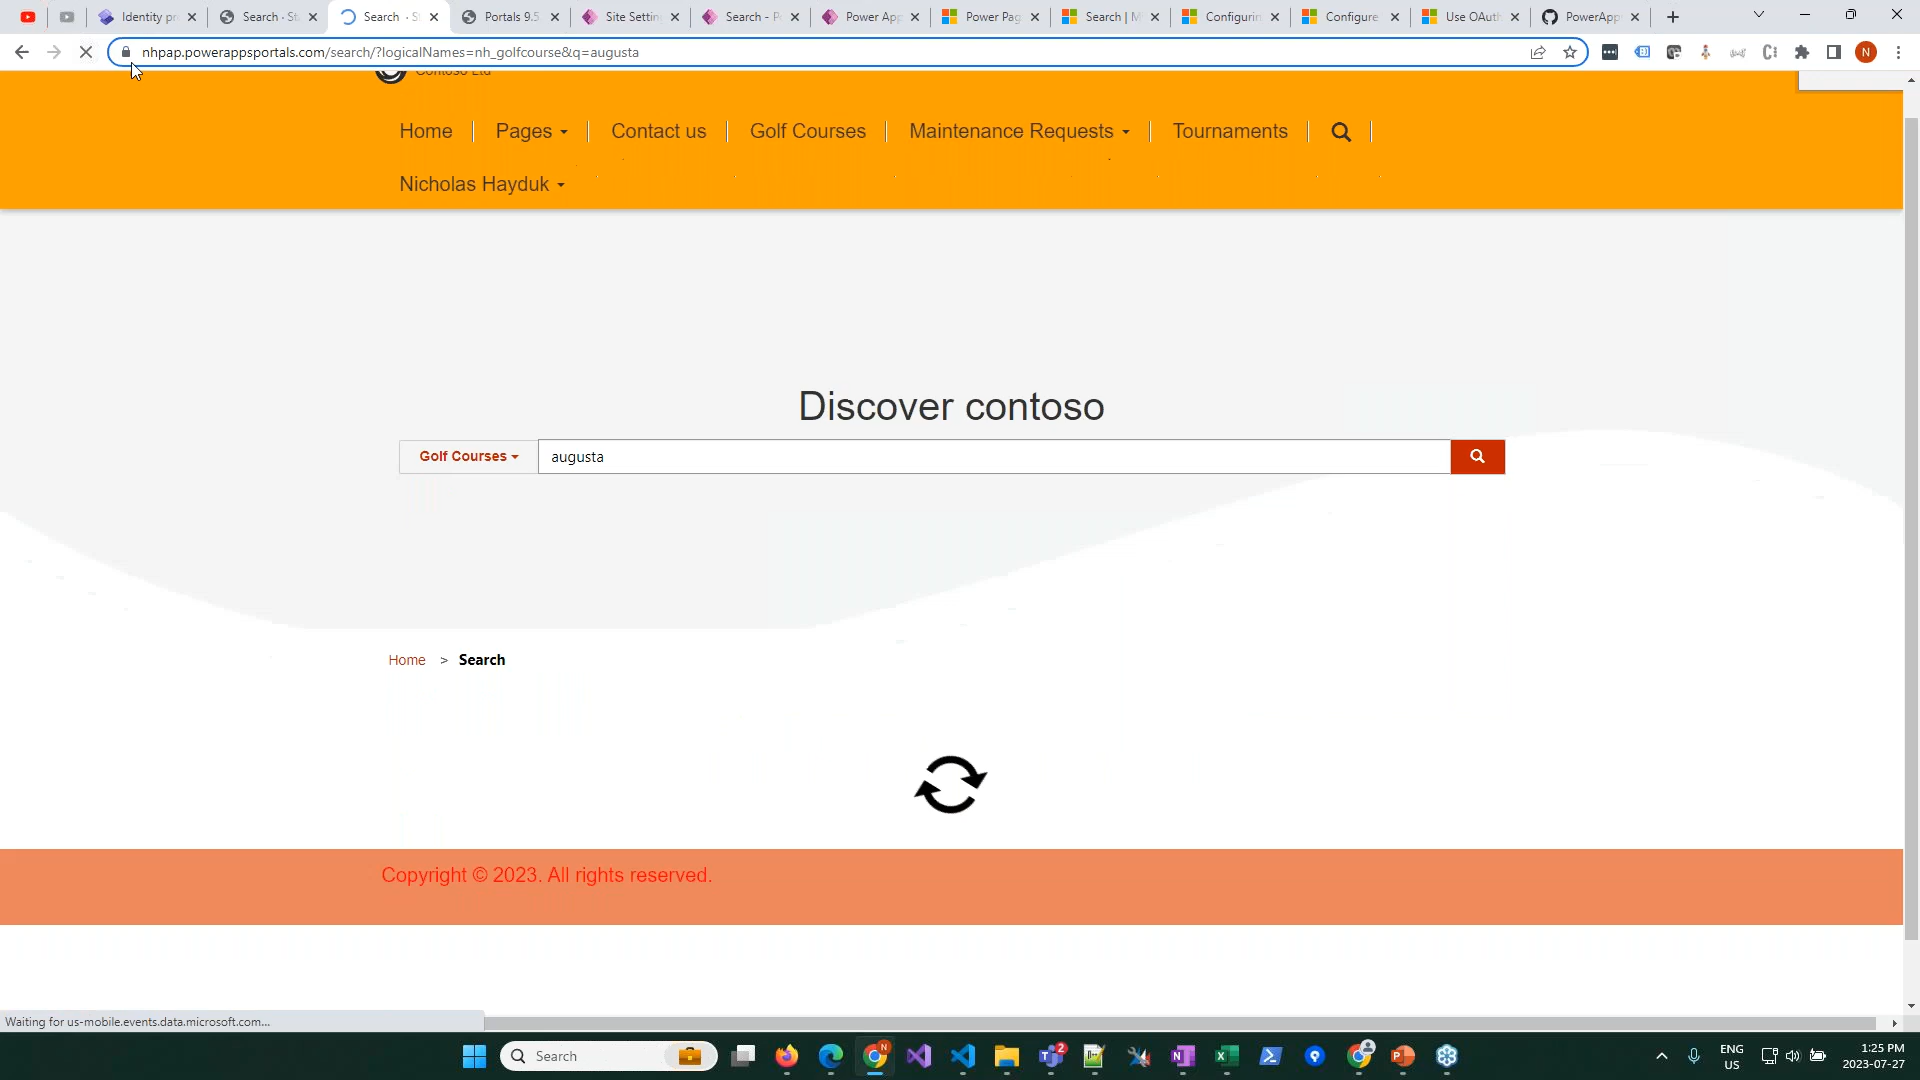 Identity pr
Search · St
Search · S
Portals 9.5
Site Settin
Search - P
Power App
Power Pag
Search | M
Configurin
Configure
Use OAuth
PowerApp
nhpap.powerappsportals.com/search/?logicalNames=nh_golfcourse&q=augusta
N
Contoso Ltd
Home
Pages
Contact us
Golf Courses
Maintenance Requests
Tournaments
Nicholas Hayduk
Discover contoso
Golf Courses
augusta
Home > Search
Copyright © 2023. All rights reserved.
Waiting for us-mobile.events.data.microsoft.com...
Search
N
2
ENG
US
1:25 PM
2023-07-27